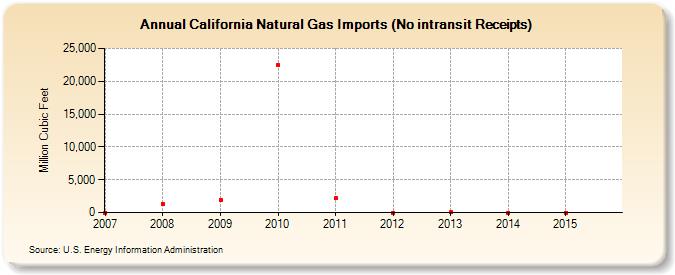 Annual California Natural Gas Imports (No intransit Receipts)
Million Cubic Feet
25,000
20,000
15,000
10,000
5,000
0
2007 2008 2009 2010 2011 2012 2013 2014 2015
Source: U.S. Energy Information Administration